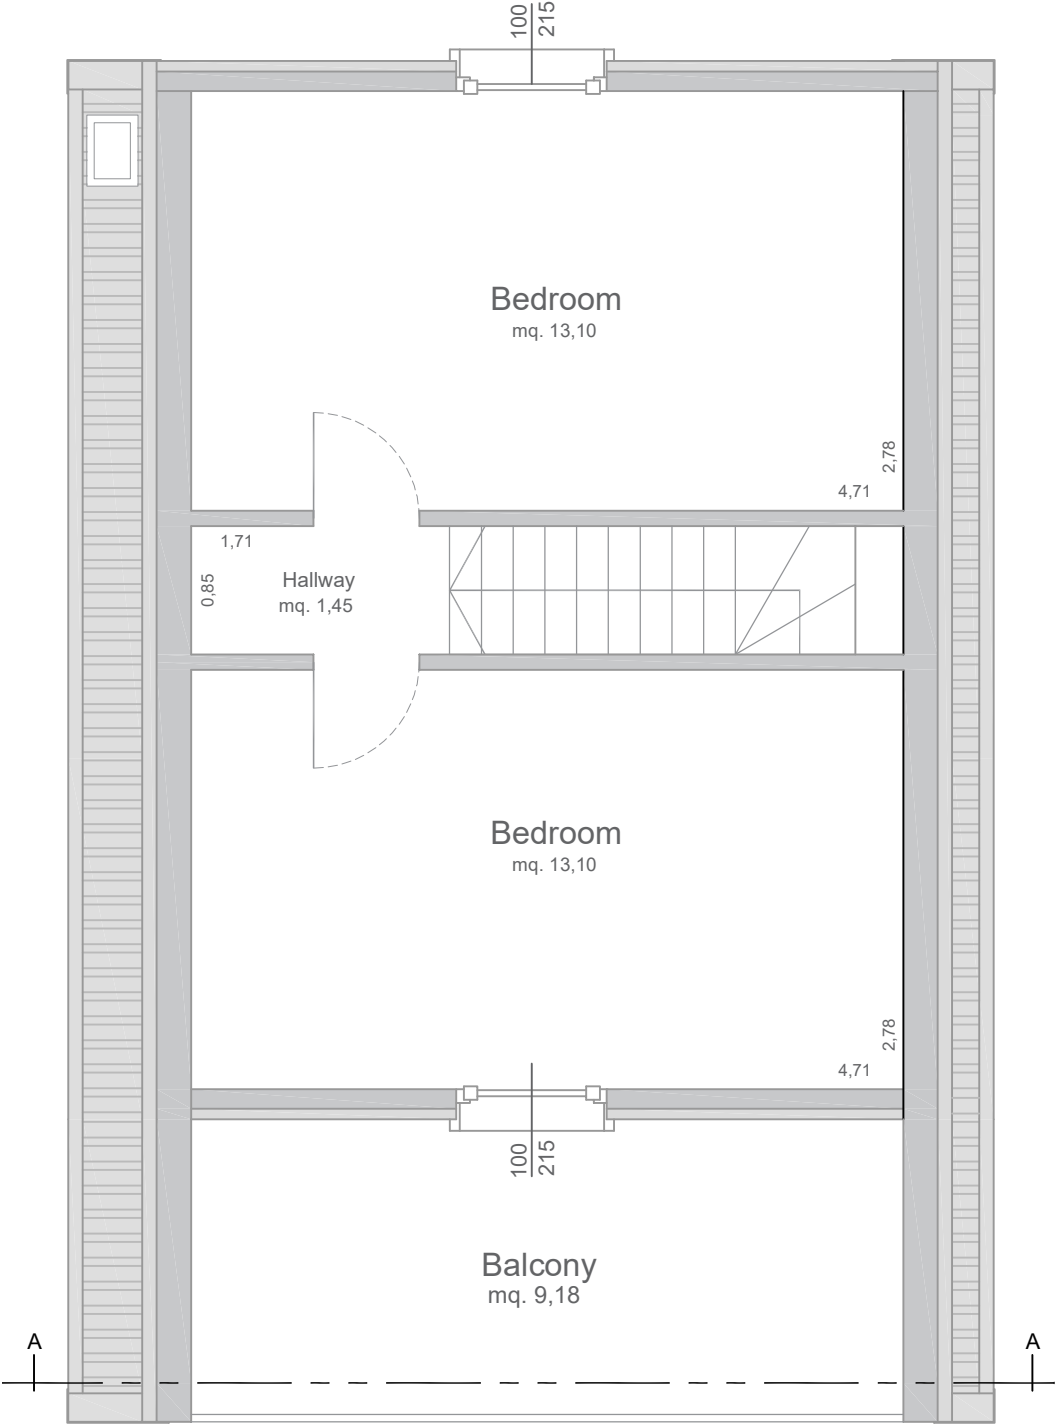 100
215
Bedroom
mq. 13,10
2,78
4,71
1,71
0,85
Hallway
mq. 1,45
Bedroom
mq. 13,10
2,78
4,71
100
215
Balcony
mq. 9,18
A
A